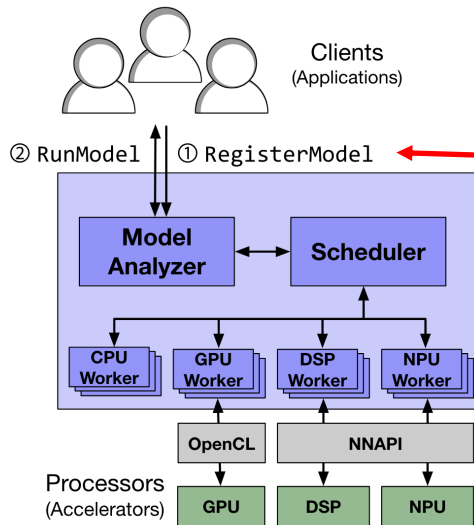 Clients
(Applications)
② RunModel
① RegisterModel
Model
Analyzer
Scheduler
CPU
Worker
GPU
Worker
DSP
Worker
NPU
Worker
OpenCL
NNAPI
Processors
(Accelerators)
GPU
DSP
NPU